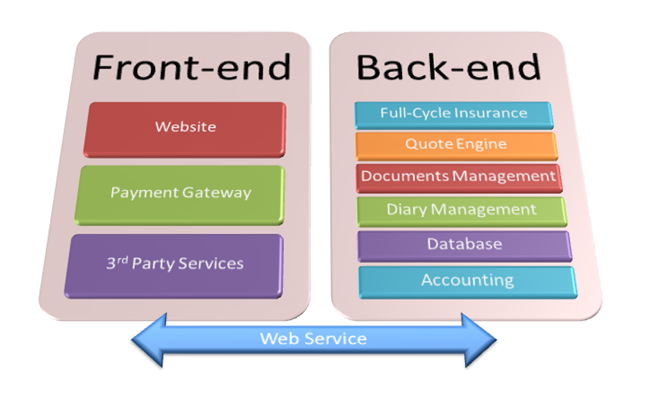 Front-end
Website
Payment Gateway
3rd Party Services
Back-end
Full-Cycle Insurance
Quote Engine
Documents Management
Diary Management
Database
Accounting
Web Service